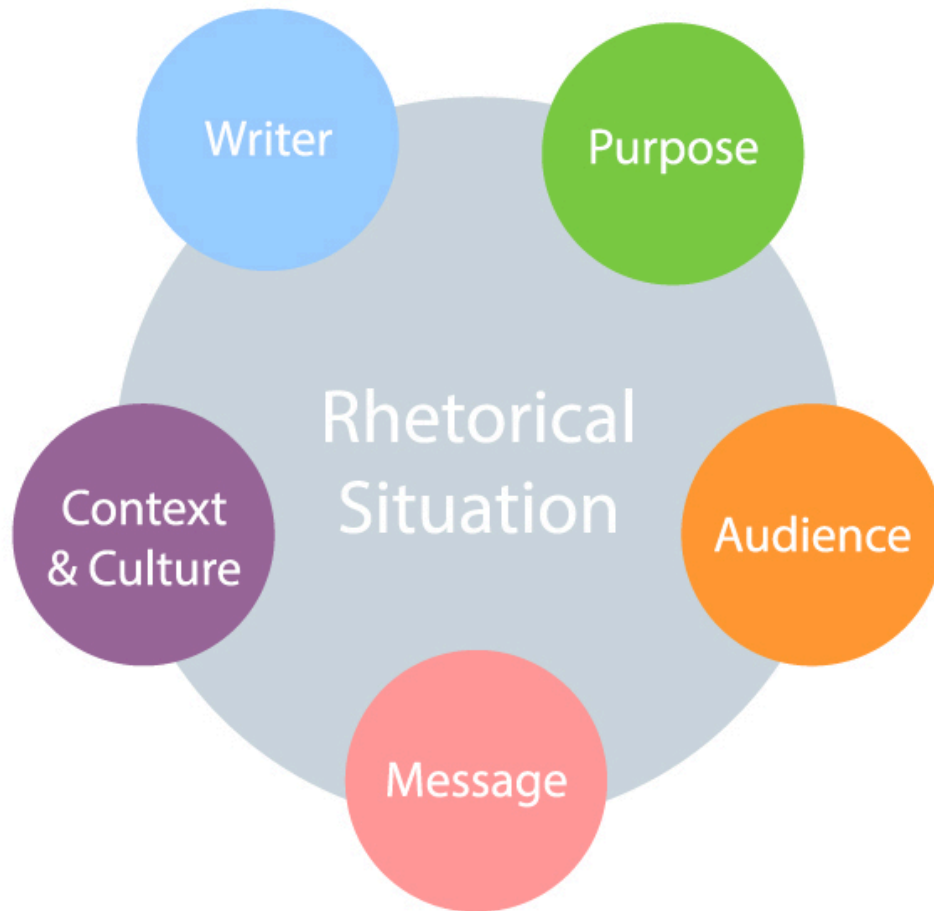 Writer
Purpose
Rhetorical
Situation
Context
& Culture
Audience
Message